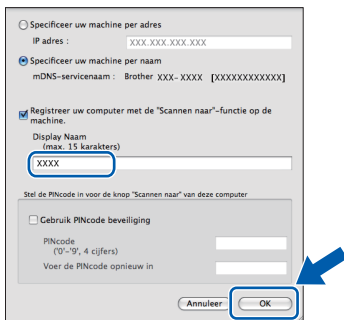 Specificeer uw machine per adres
IP adres :
XXX.XXX.XXX.XXX
Specificeer uw machine per naam
mDNS-servicenaam : Brother XXX-XXXX [XXXXXXXXXXXX]
Registreer uw computer met de "Scannen naar"-functie op de
machine.
Display Naam
(max. 15 karakters)
XXXX
Stel de PINcode in voor de knop "Scannen naar" van deze computer
Gebruik PINcode beveiliging
PINcode
('0'-'9', 4 cijfers)
Voer de PINcode opnieuw in
Annuleer
OK